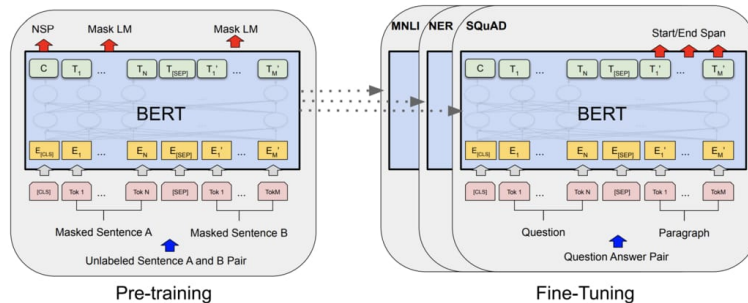 NSP Mask LM Mask LM
C T1 ... TN T[SEP] T1' ... TM'
BERT
E[CLS] E1 ... EN E[SEP] E1' ... EM'
[CLS] Tok 1 ... Tok N [SEP] Tok 1 ... TokM
Masked Sentence A Masked Sentence B
Unlabeled Sentence A and B Pair
Pre-training
MNLI NER SQuAD
Start/End Span
C T1 ... TN T[SEP] T1' ... TM'
BERT
E[CLS] E1 ... EN E[SEP] E1' ... EM'
[CLS] Tok 1 ... Tok N [SEP] Tok 1 ... TokM
Question Paragraph
Question Answer Pair
Fine-Tuning